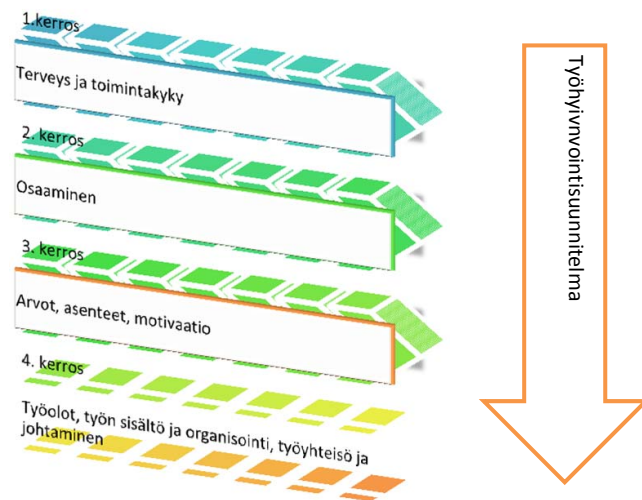 1.kerros
Terveys ja toimintakyky
2. kerros
Osaaminen
3. kerros
Arvot, asenteet, motivaatio
4. kerros
Työolot, työn sisältö ja organisointi, työyhteisö ja
johtaminen
Työhyivnvointisuunnitelma